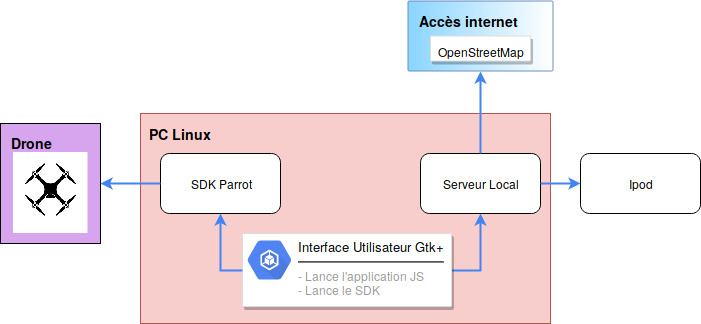 Accès internet
OpenStreetMap
PC Linux
Drone
SDK Parrot
Serveur Local
Ipod
Interface Utilisateur Gtk+
- Lance l'application JS
- Lance le SDK